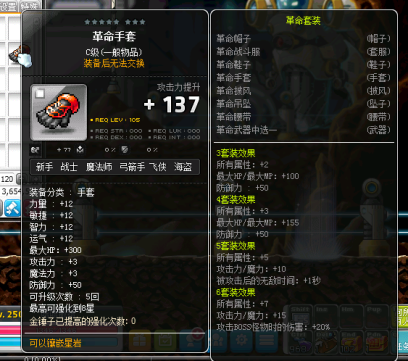 革命手套
C级 (一般物品)
装备后无法交换
攻击力提升
+ 137
REQ LEV : 105
REQ STR : 000
REQ LUK : 000
REQ DEX : 000
REQ INT : 000
新手 战士 魔法师 弓箭手 飞侠 海盗
装备分类 : 手套
力量 : +12
敏捷 : +12
智力 : +12
运气 : +12
最大HP: +300
攻击力 : +3
魔法力 : +3
防御力 : +50
可升级次数 : 5回
最高可强化到8星
金锤子已提高的强化次数: 0
可以镶嵌星岩
革命套装
革命帽子 (帽子)
革命战斗服 (套服)
革命鞋子 (鞋子)
革命手套 (手套)
革命披风 (披风)
革命吊坠 (坠子)
革命腰带 (腰带)
革命武器中选一 (武器)
3套装效果
所有属性: +2
最大HP/最大MP: +100
防御力 : +50
4套装效果
所有属性: +3
最大HP/最大MP: +155
防御力 : +50
5套装效果
所有属性: +5
攻击力/魔力: +10
被攻击后的无敌时间: +1秒
6套装效果
所有属性: +7
攻击力/魔力: +15
攻击BOSS怪物时的伤害: +20%